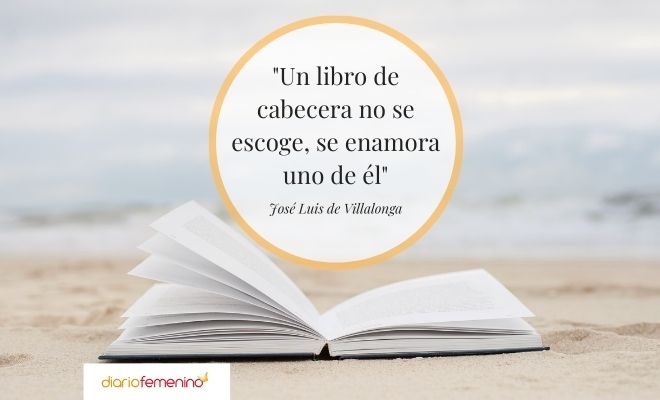 "Un libro de
cabecera no se
escoge, se enamora
uno de él"
José Luis de Villalonga
diariofemenino